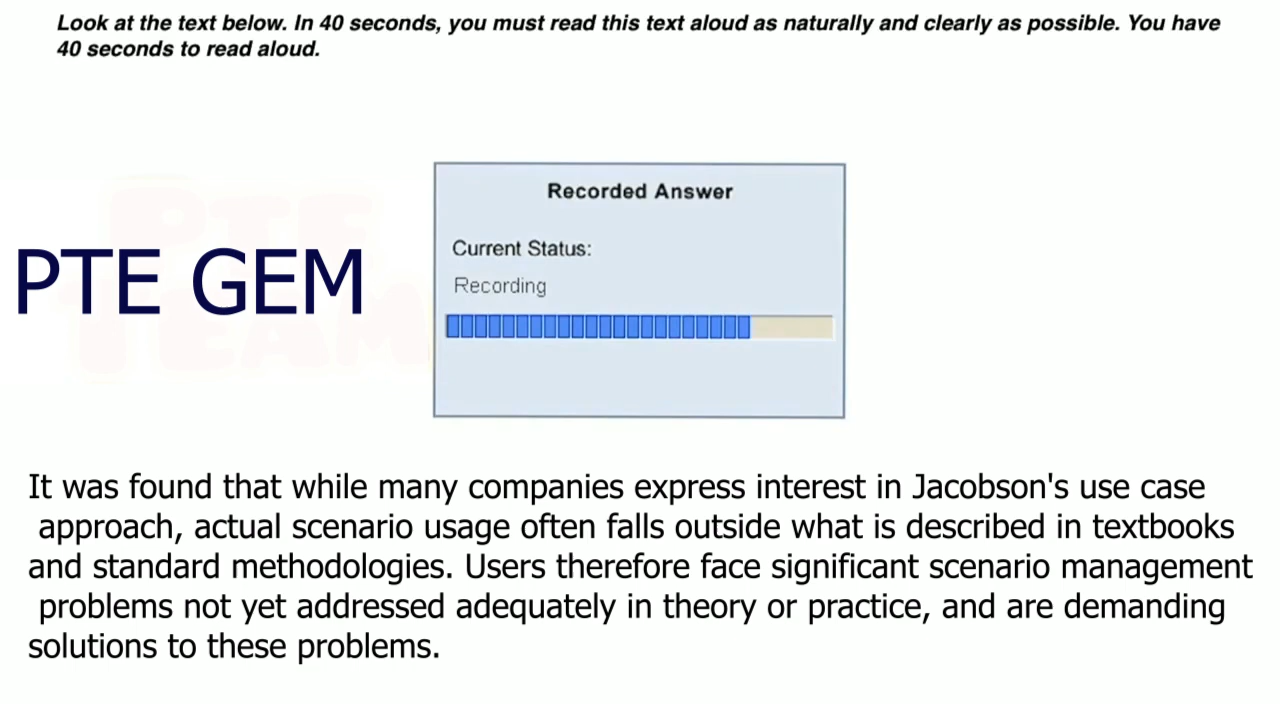 Look at the text below. In 40 seconds, you must read this text aloud as naturally and clearly as possible. You have
40 seconds to read aloud.
Recorded Answer
PTE
TEAM
PTE GEM
Current Status:
Recording
It was found that while many companies express interest in Jacobson's use case
approach, actual scenario usage often falls outside what is described in textbooks
and standard methodologies. Users therefore face significant scenario management
problems not yet addressed adequately in theory or practice, and are demanding
solutions to these problems.